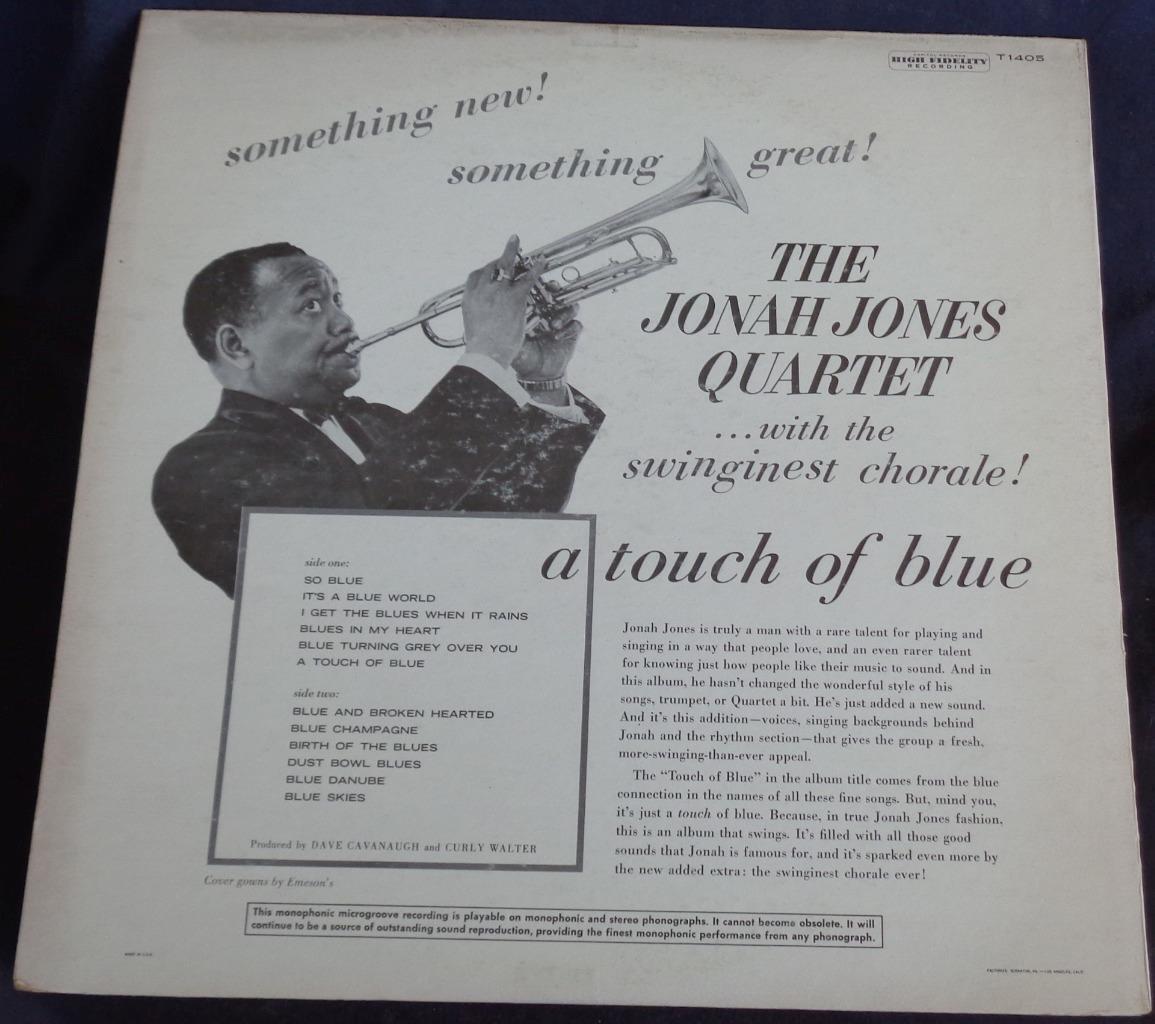 CAPITOL RECORDS
HIGH FIDELITY
RECORDING
T1405
something new!
something great!
THE
JONAH JONES
QUARTET
...with the
swinginest chorale!
a touch of blue
side one:
SO BLUE
IT'S A BLUE WORLD
I GET THE BLUES WHEN IT RAINS
BLUES IN MY HEART
BLUE TURNING GREY OVER YOU
A TOUCH OF BLUE
side two:
BLUE AND BROKEN HEARTED
BLUE CHAMPAGNE
BIRTH OF THE BLUES
DUST BOWL BLUES
BLUE DANUBE
BLUE SKIES
Produced by DAVE CAVANAUGH and CURLY WALTER
Cover gowns by Emeson's
Jonah Jones is truly a man with a rare talent for playing and
singing in a way that people love, and an even rarer talent
for knowing just how people like their music to sound. And in
this album, he hasn't changed the wonderful style of his
songs, trumpet, or Quartet a bit. He's just added a new sound.
And it's this addition—voices, singing backgrounds behind
Jonah and the rhythm section—that gives the group a fresh,
more-swinging-than-ever appeal.
The "Touch of Blue" in the album title comes from the blue
connection in the names of all these fine songs. But, mind you,
it's just a touch of blue. Because, in true Jonah Jones fashion,
this is an album that swings. It's filled with all those good
sounds that Jonah is famous for, and it's sparked even more by
the new added extra: the swinginest chorale ever!
This monophonic microgroove recording is playable on monophonic and stereo phonographs. It cannot become obsolete. It will
continue to be a source of outstanding sound reproduction, providing the finest monophonic performance from any phonograph.
MADE IN U.S.A.